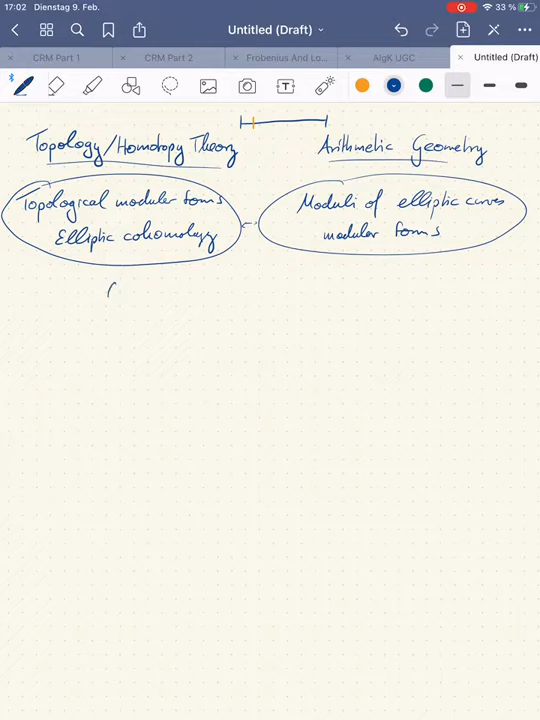 17:02 Dienstag 9. Feb. 33 %
Untitled (Draft)
CRM Part 1
CRM Part 2
Frobenius And Lo...
AlgK UGC
Untitled (Draft)
Topology/Homotopy Theory
Arithmetic Geometry
Topological modular forms
Elliptic cohomology
Moduli of elliptic curves
modular forms